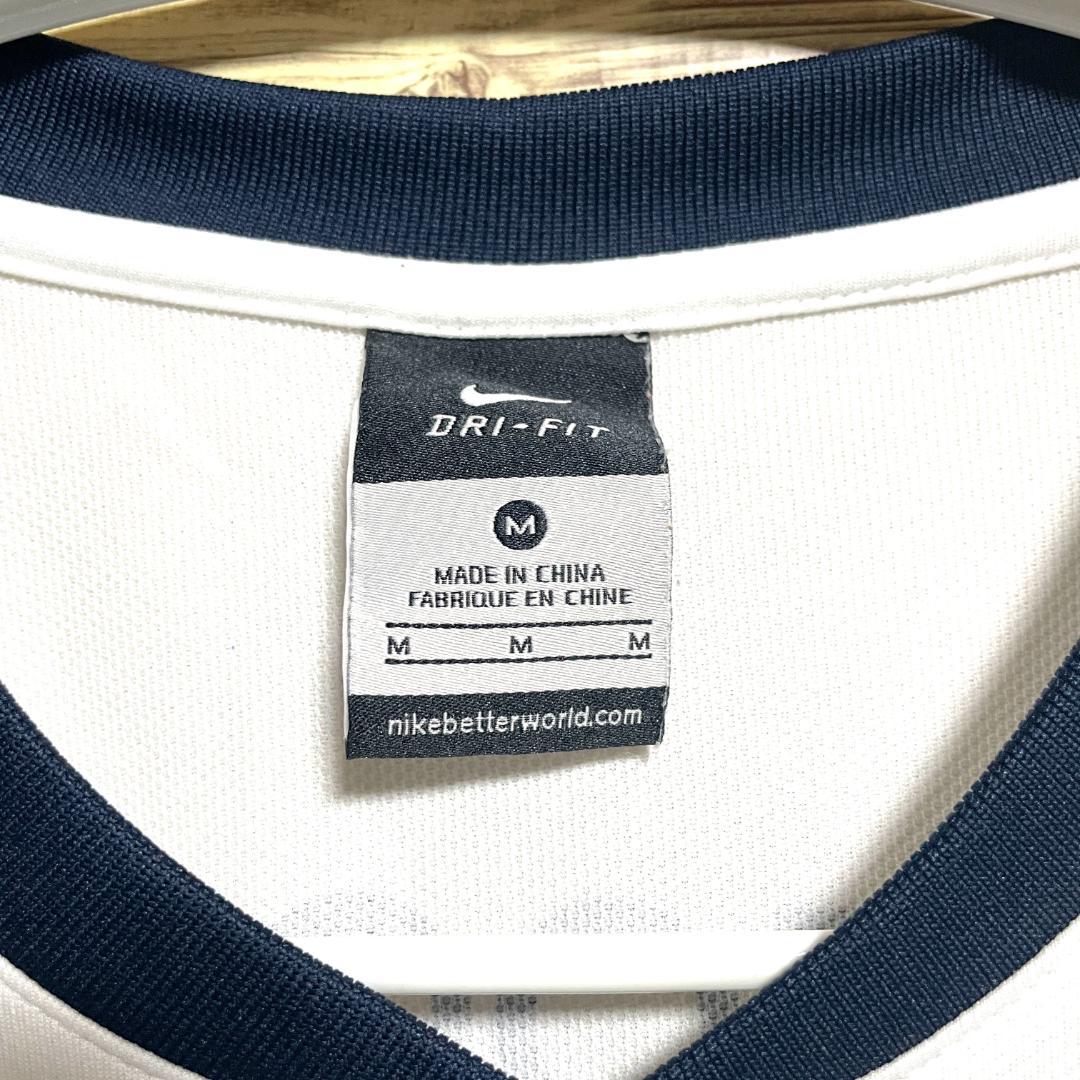 DRI-FIT
M
MADE IN CHINA
FABRIQUE EN CHINE
M M M
nikebetterworld.com